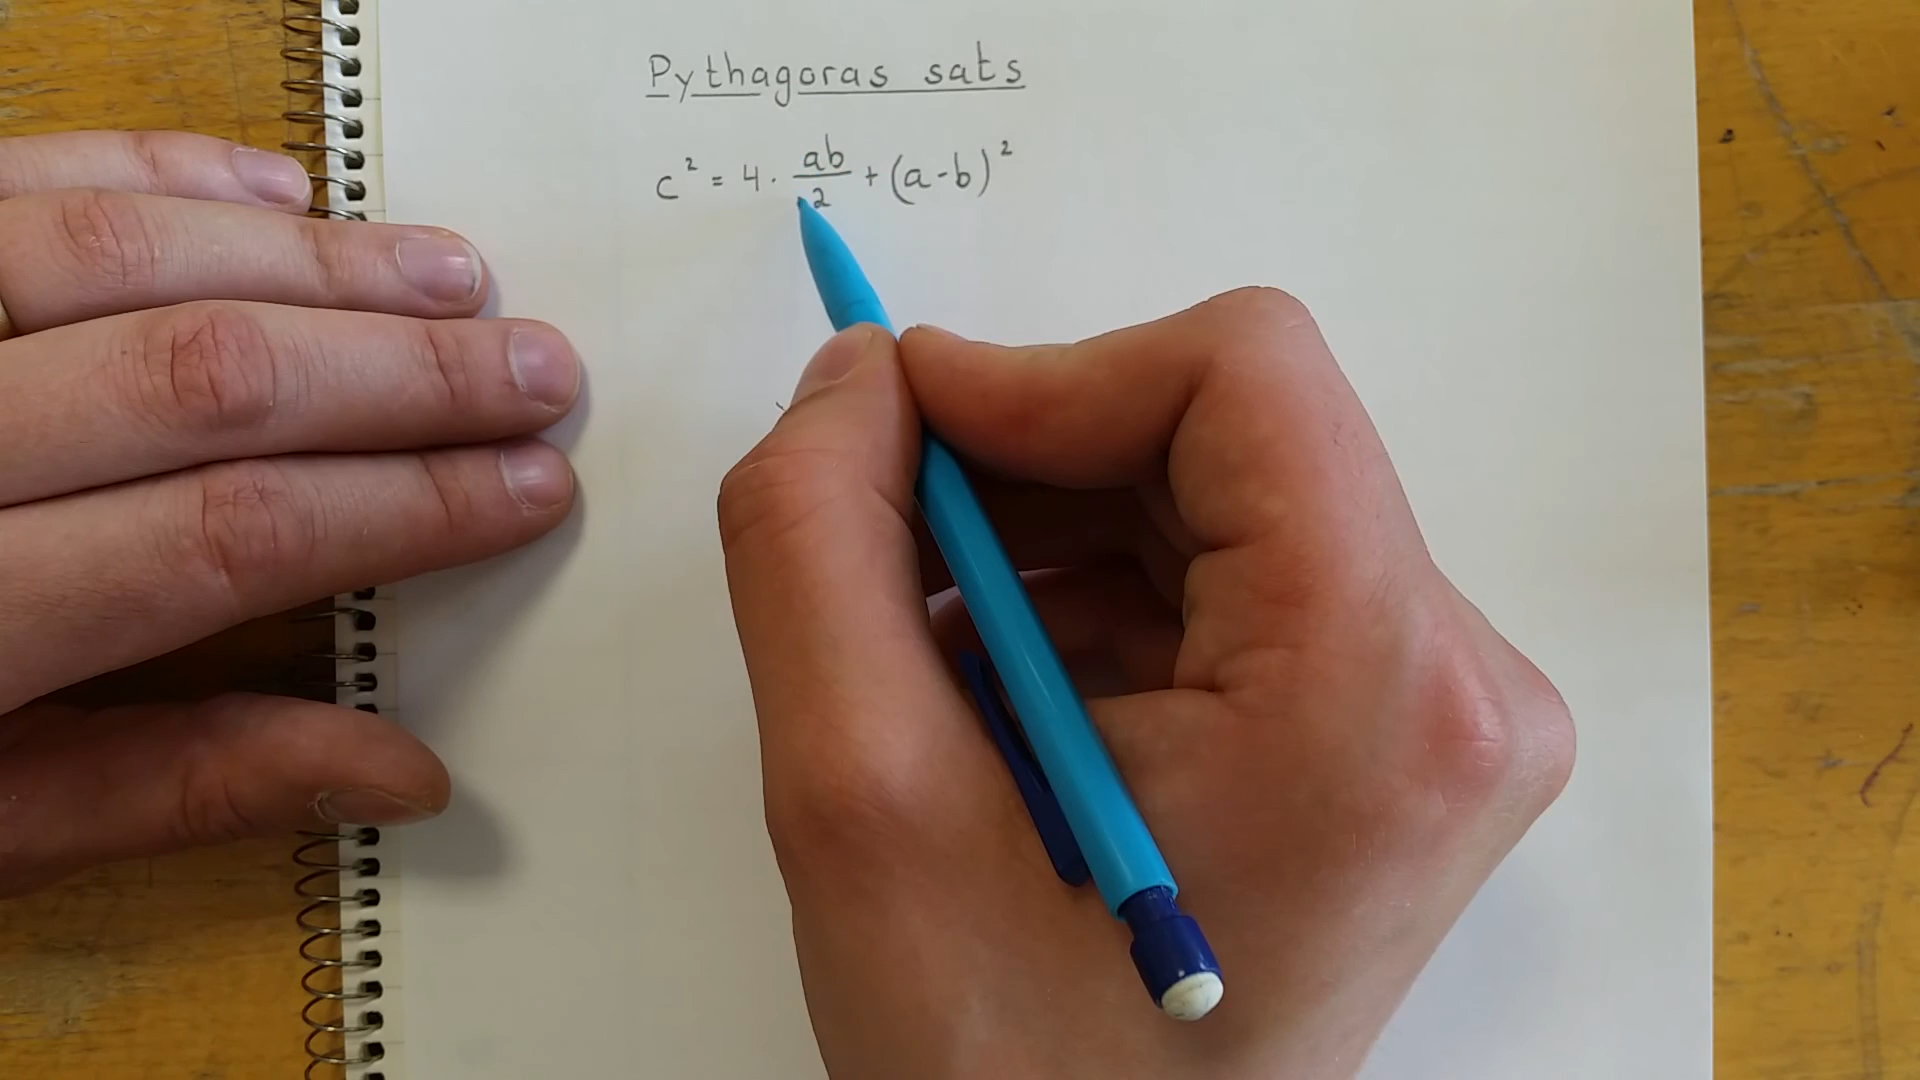 Pythagoras sats
c² = 4 · ab/2 + (a-b)²